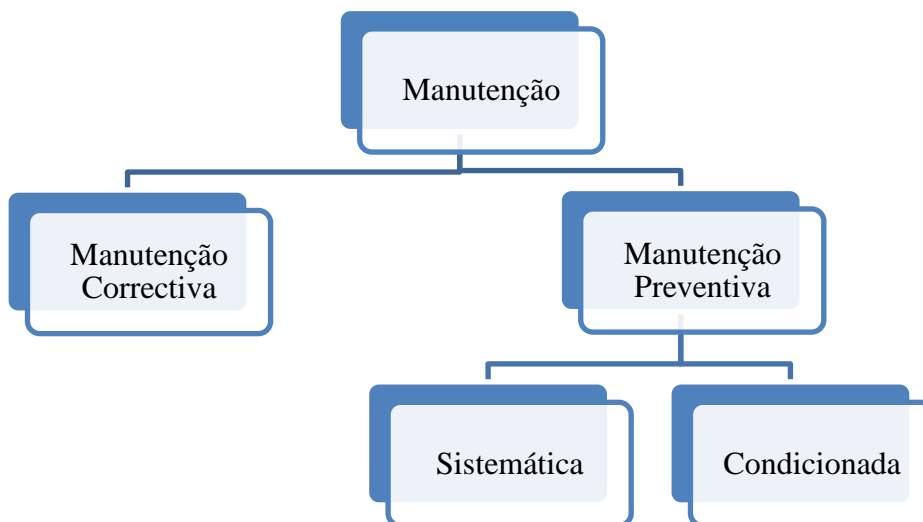 Manutenção
Manutenção
Correctiva
Manutenção
Preventiva
Sistemática
Condicionada